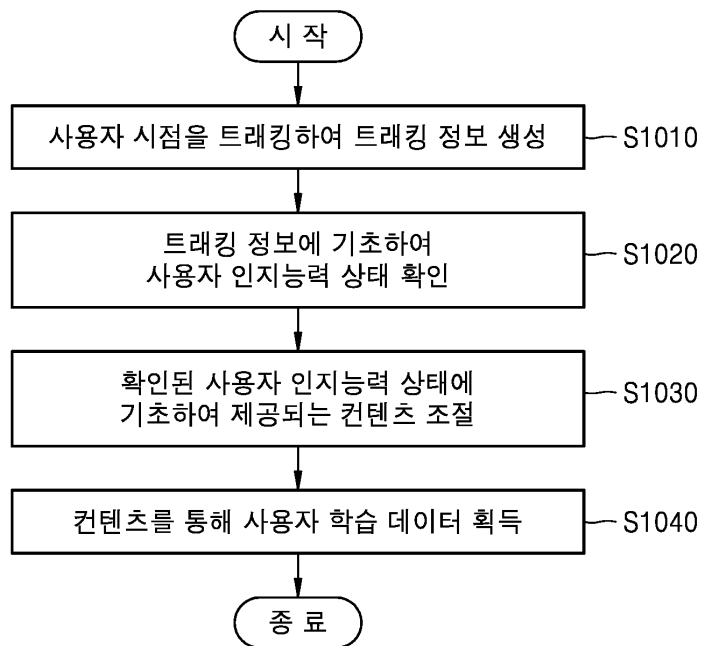 시 작
사용자 시점을 트래킹하여 트래킹 정보 생성
S1010
트래킹 정보에 기초하여
사용자 인지능력 상태 확인
S1020
확인된 사용자 인지능력 상태에
기초하여 제공되는 컨텐츠 조절
S1030
컨텐츠를 통해 사용자 학습 데이터 획득
S1040
종 료